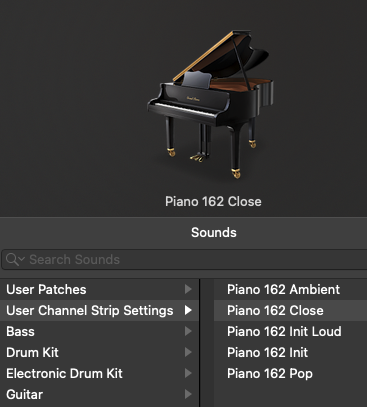 Piano 162 Close
Sounds
Search Sounds
User Patches
User Channel Strip Settings
Bass
Drum Kit
Electronic Drum Kit
Guitar
Piano 162 Ambient
Piano 162 Close
Piano 162 Init Loud
Piano 162 Init
Piano 162 Pop